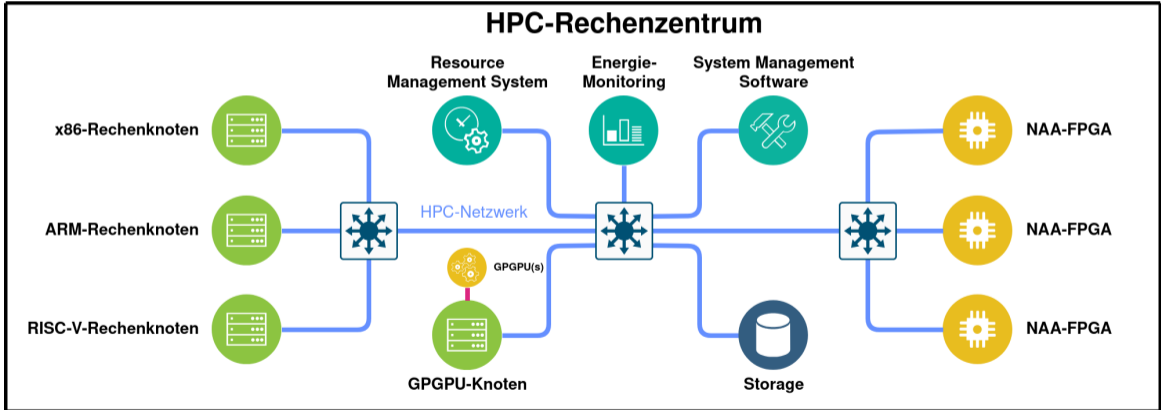 HPC-Rechenzentrum
Resource
Management System
Energie-
Monitoring
System Management
Software
x86-Rechenknoten
NAA-FPGA
ARM-Rechenknoten
HPC-Netzwerk
NAA-FPGA
GPGPU(s)
RISC-V-Rechenknoten
NAA-FPGA
GPGPU-Knoten
Storage